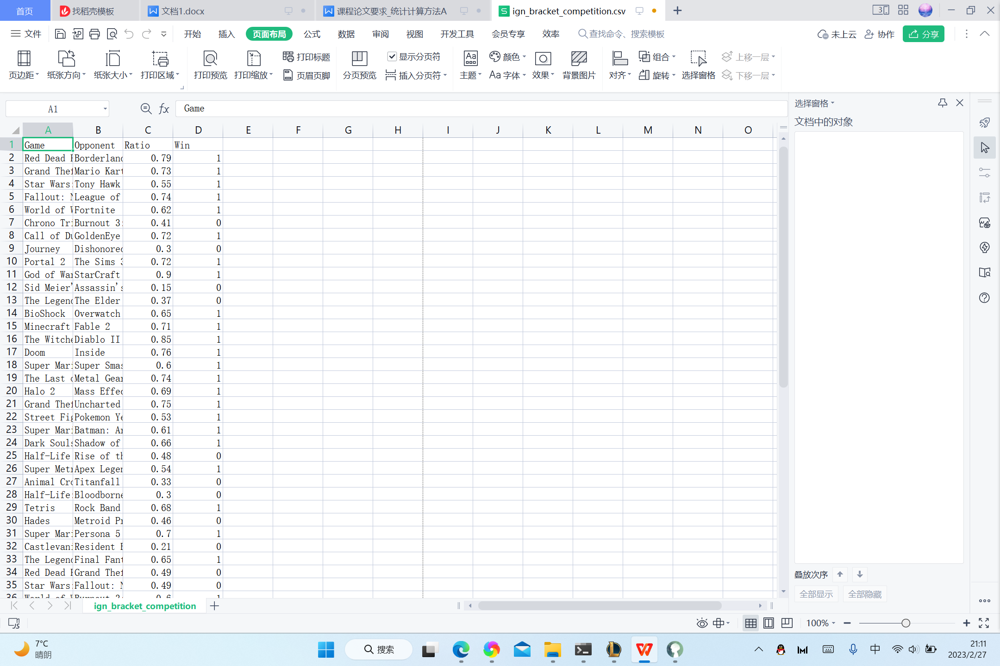 首页 找稻壳模板 文档1.docx 课程论文要求_统计计算方法A ign_bracket_competition.csv
文件 开始 插入 页面布局 公式 数据 审阅 视图 开发工具 会员专享 效率 查找命令、搜索模板 未上云 协作 分享
页边距 纸张方向 纸张大小 打印区域 打印预览 打印缩放 打印标题 页眉页脚 分页预览 显示分页符 插入分页符 主题 颜色 Aa 字体 效果 背景图片 对齐 组合 旋转 选择窗格 上移一层 下移一层
A1 fx Game
选择窗格
文档中的对象
A B C D E F G H I J K L M N O
1 Game Opponent Ratio Win
2 Red Dead Borderlan 0.79 1
3 Grand The Mario Kart 0.73 1
4 Star Wars: Tony Hawk 0.55 1
5 Fallout: League of 0.74 1
6 World of Fortnite 0.62 1
7 Chrono Tr Burnout 3: 0.41 0
8 Call of Du GoldenEye 0.72 1
9 Journey Dishonored 0.3 0
10 Portal 2 The Sims 3 0.72 1
11 God of War StarCraft 0.9 1
12 Sid Meier' Assassin's 0.15 0
13 The Legend The Elder 0.37 0
14 BioShock Overwatch 0.65 1
15 Minecraft Fable 2 0.71 1
16 The Witche Diablo II 0.85 1
17 Doom Inside 0.76 1
18 Super Mari Super Smas 0.6 1
19 The Last Metal Gear 0.74 1
20 Halo 2 Mass Effec 0.69 1
21 Grand The Uncharted 0.75 1
22 Street Fig Pokemon Ye 0.53 1
23 Super Mari Batman: Ar 0.61 1
24 Dark Souls Shadow of 0.66 1
25 Half-Life Rise of th 0.48 0
26 Super Metr Apex Legen 0.54 1
27 Animal Cro Titanfall 0.33 0
28 Half-Life: Bloodborne 0.3 0
29 Tetris Rock Band 0.68 1
30 Hades Metroid Pr 0.46 0
31 Super Mari Persona 5 0.7 1
32 Castlevani Resident 0.21 0
33 The Legend Final Fant 0.65 1
34 Red Dead Grand Thef 0.49 0
35 Star Wars: Fallout: 0.49 0
36 World of 0.6 1
叠放次序
全部显示 全部隐藏
ign_bracket_competition
100%
7°C
晴朗
搜索
中
21:11
2023/2/27